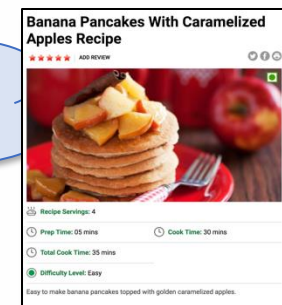 Banana Pancakes With Caramelized
Apples Recipe
ADD REVIEW
Recipe Servings: 4
Prep Time: 05 mins
Cook Time: 30 mins
Total Cook Time: 35 mins
Difficulty Level: Easy
Easy to make banana pancakes topped with golden caramelized apples.